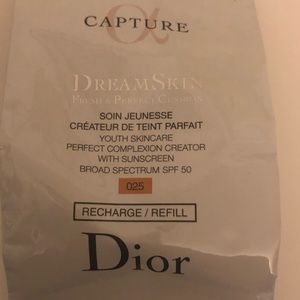 CAPTURE
DREAMSKIN
FRESH & PERFECT CUSHION
SOIN JEUNESSE
CRÉATEUR DE TEINT PARFAIT
YOUTH SKINCARE
PERFECT COMPLEXION CREATOR
WITH SUNSCREEN
BROAD SPECTRUM SPF 50
025
RECHARGE / REFILL
Dior